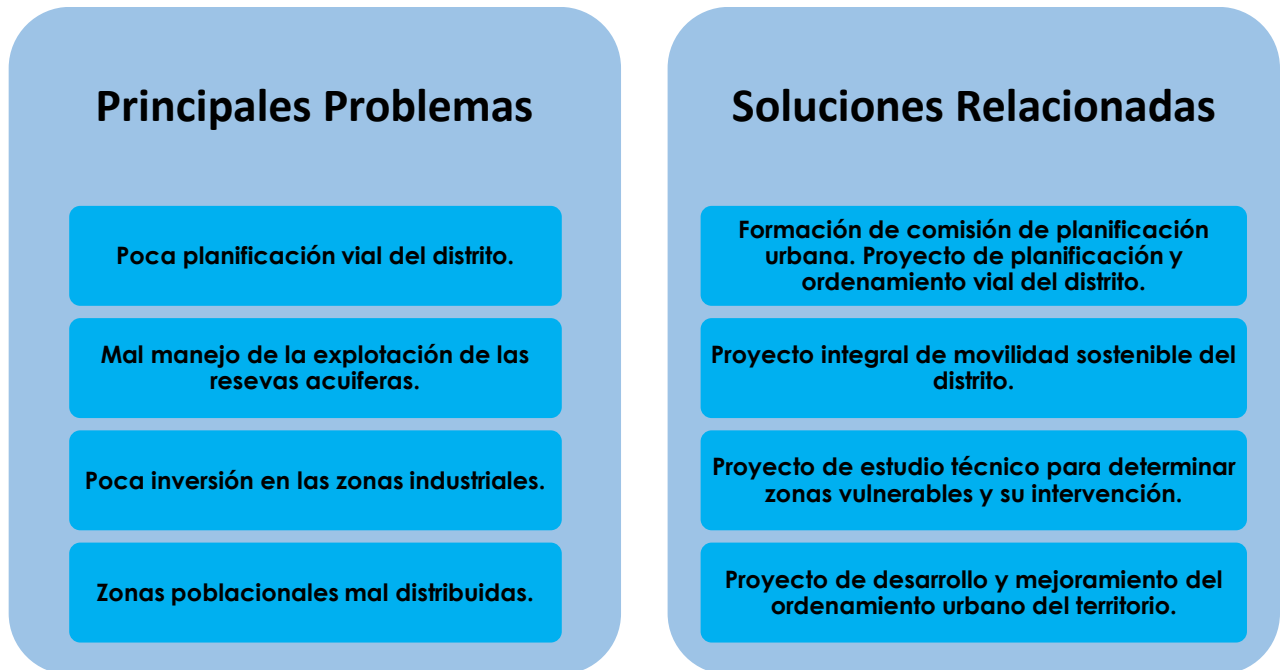 Principales Problemas
Poca planificación vial del distrito.
Mal manejo de la explotación de las
resevas acuiferas.
Poca inversión en las zonas industriales.
Zonas poblacionales mal distribuidas.
Soluciones Relacionadas
Formación de comisión de planificación
urbana. Proyecto de planificación y
ordenamiento vial del distrito.
Proyecto integral de movilidad sostenible del
distrito.
Proyecto de estudio técnico para determinar
zonas vulnerables y su intervención.
Proyecto de desarrollo y mejoramiento del
ordenamiento urbano del territorio.